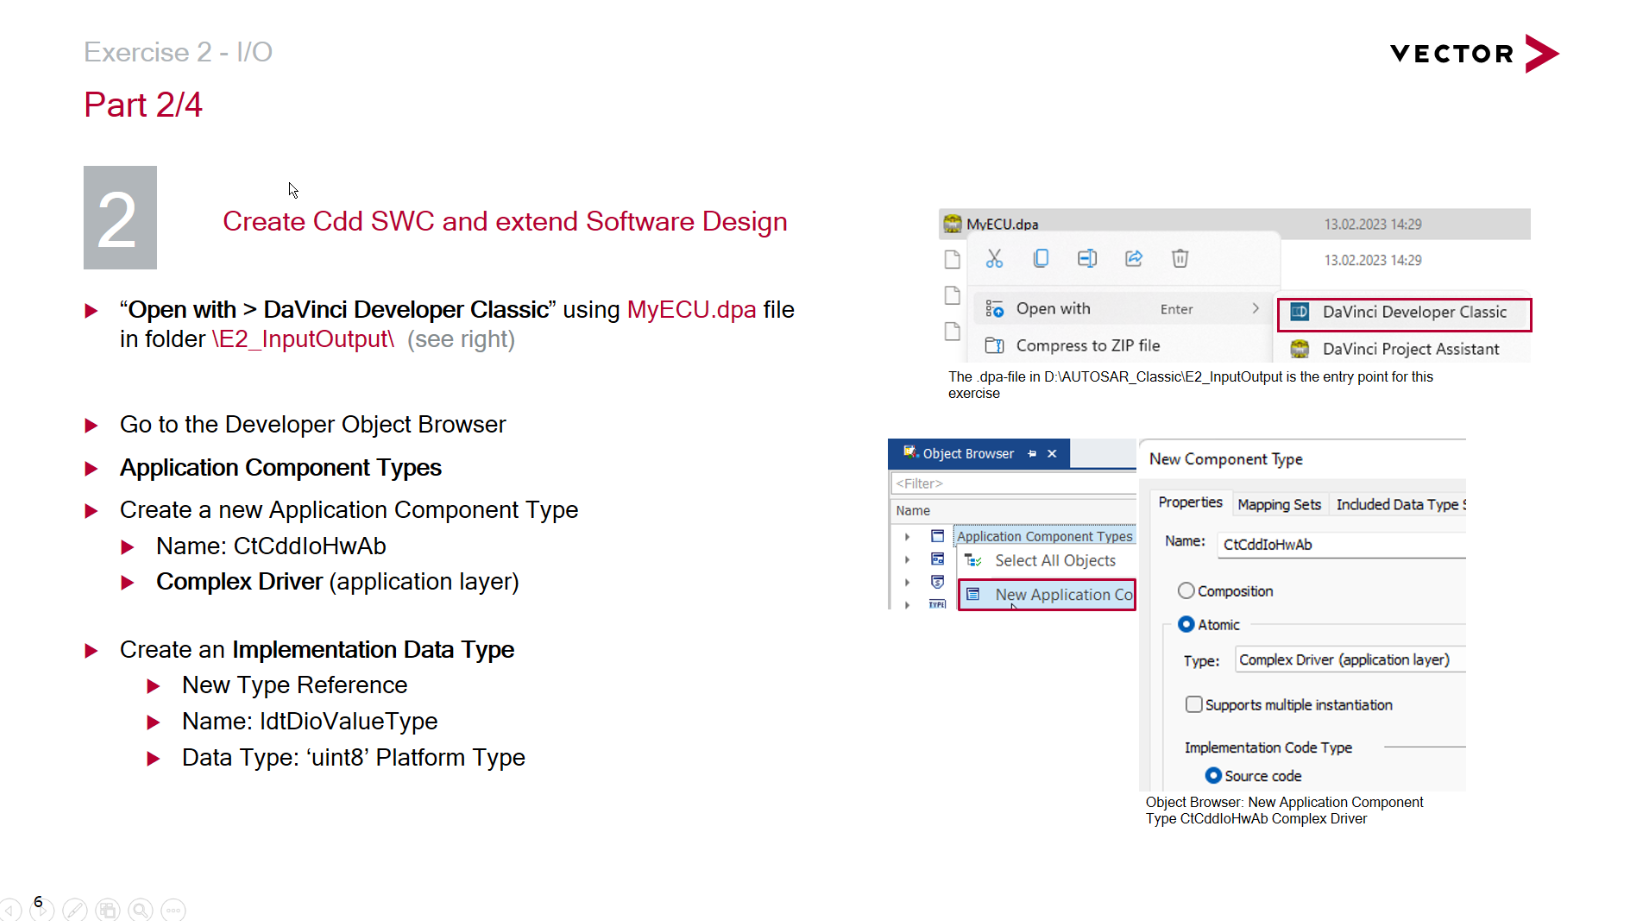 Exercise 2 - I/O
VECTOR
Part 2/4
2
Create Cdd SWC and extend Software Design
“Open with > DaVinci Developer Classic” using MyECU.dpa file
in folder \E2_InputOutput\ (see right)
Go to the Developer Object Browser
Application Component Types
Create a new Application Component Type
Name: CtCddIoHwAb
Complex Driver (application layer)
Create an Implementation Data Type
New Type Reference
Name: IdtDioValueType
Data Type: ‘uint8’ Platform Type
MyECU.dpa 13.02.2023 14:29
13.02.2023 14:29
Open with Enter
DaVinci Developer Classic
Compress to ZIP file
DaVinci Project Assistant
The .dpa-file in D:\AUTOSAR_Classic\E2_InputOutput is the entry point for this
exercise
Object Browser
<Filter>
Name
Application Component Types
Select All Objects
New Application Co
TYPE
New Component Type
Properties Mapping Sets Included Data Type S
Name: CtCddIoHwAb
Composition
Atomic
Type: Complex Driver (application layer)
Supports multiple instantiation
Implementation Code Type
Source code
Object Browser: New Application Component
Type CtCddIoHwAb Complex Driver
6